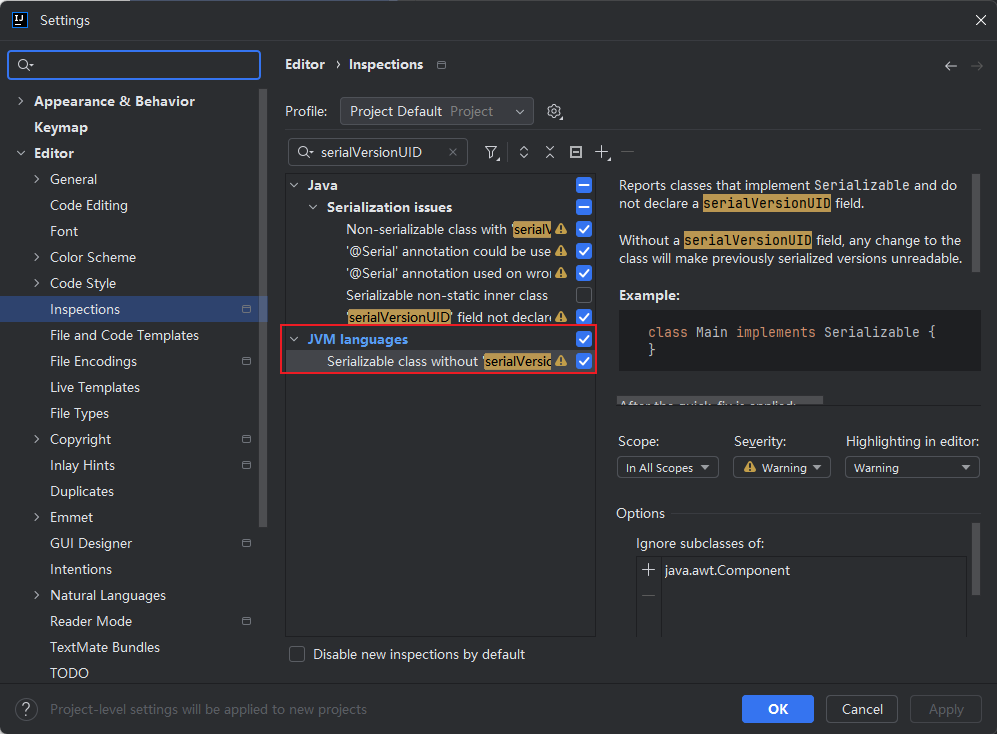 Settings
Appearance & Behavior
Keymap
Editor
General
Code Editing
Font
Color Scheme
Code Style
Inspections
File and Code Templates
File Encodings
Live Templates
File Types
Copyright
Inlay Hints
Duplicates
Emmet
GUI Designer
Intentions
Natural Languages
Reader Mode
TextMate Bundles
TODO
Editor › Inspections
Profile: Project Default Project
serialVersionUID
Java
Serialization issues
Non-serializable class with 'serialV
'@Serial' annotation could be use
'@Serial' annotation used on wro
Serializable non-static inner class
'serialVersionUID' field not declare
JVM languages
Serializable class without 'serialVersio
Disable new inspections by default
Reports classes that implement Serializable and do
not declare a serialVersionUID field.
Without a serialVersionUID field, any change to the
class will make previously serialized versions unreadable.
Example:
class Main implements Serializable {
}
After the quick-fix is applied:
Scope: Severity: Highlighting in editor:
In All Scopes Warning Warning
Options
Ignore subclasses of:
java.awt.Component
? Project-level settings will be applied to new projects
OK Cancel Apply